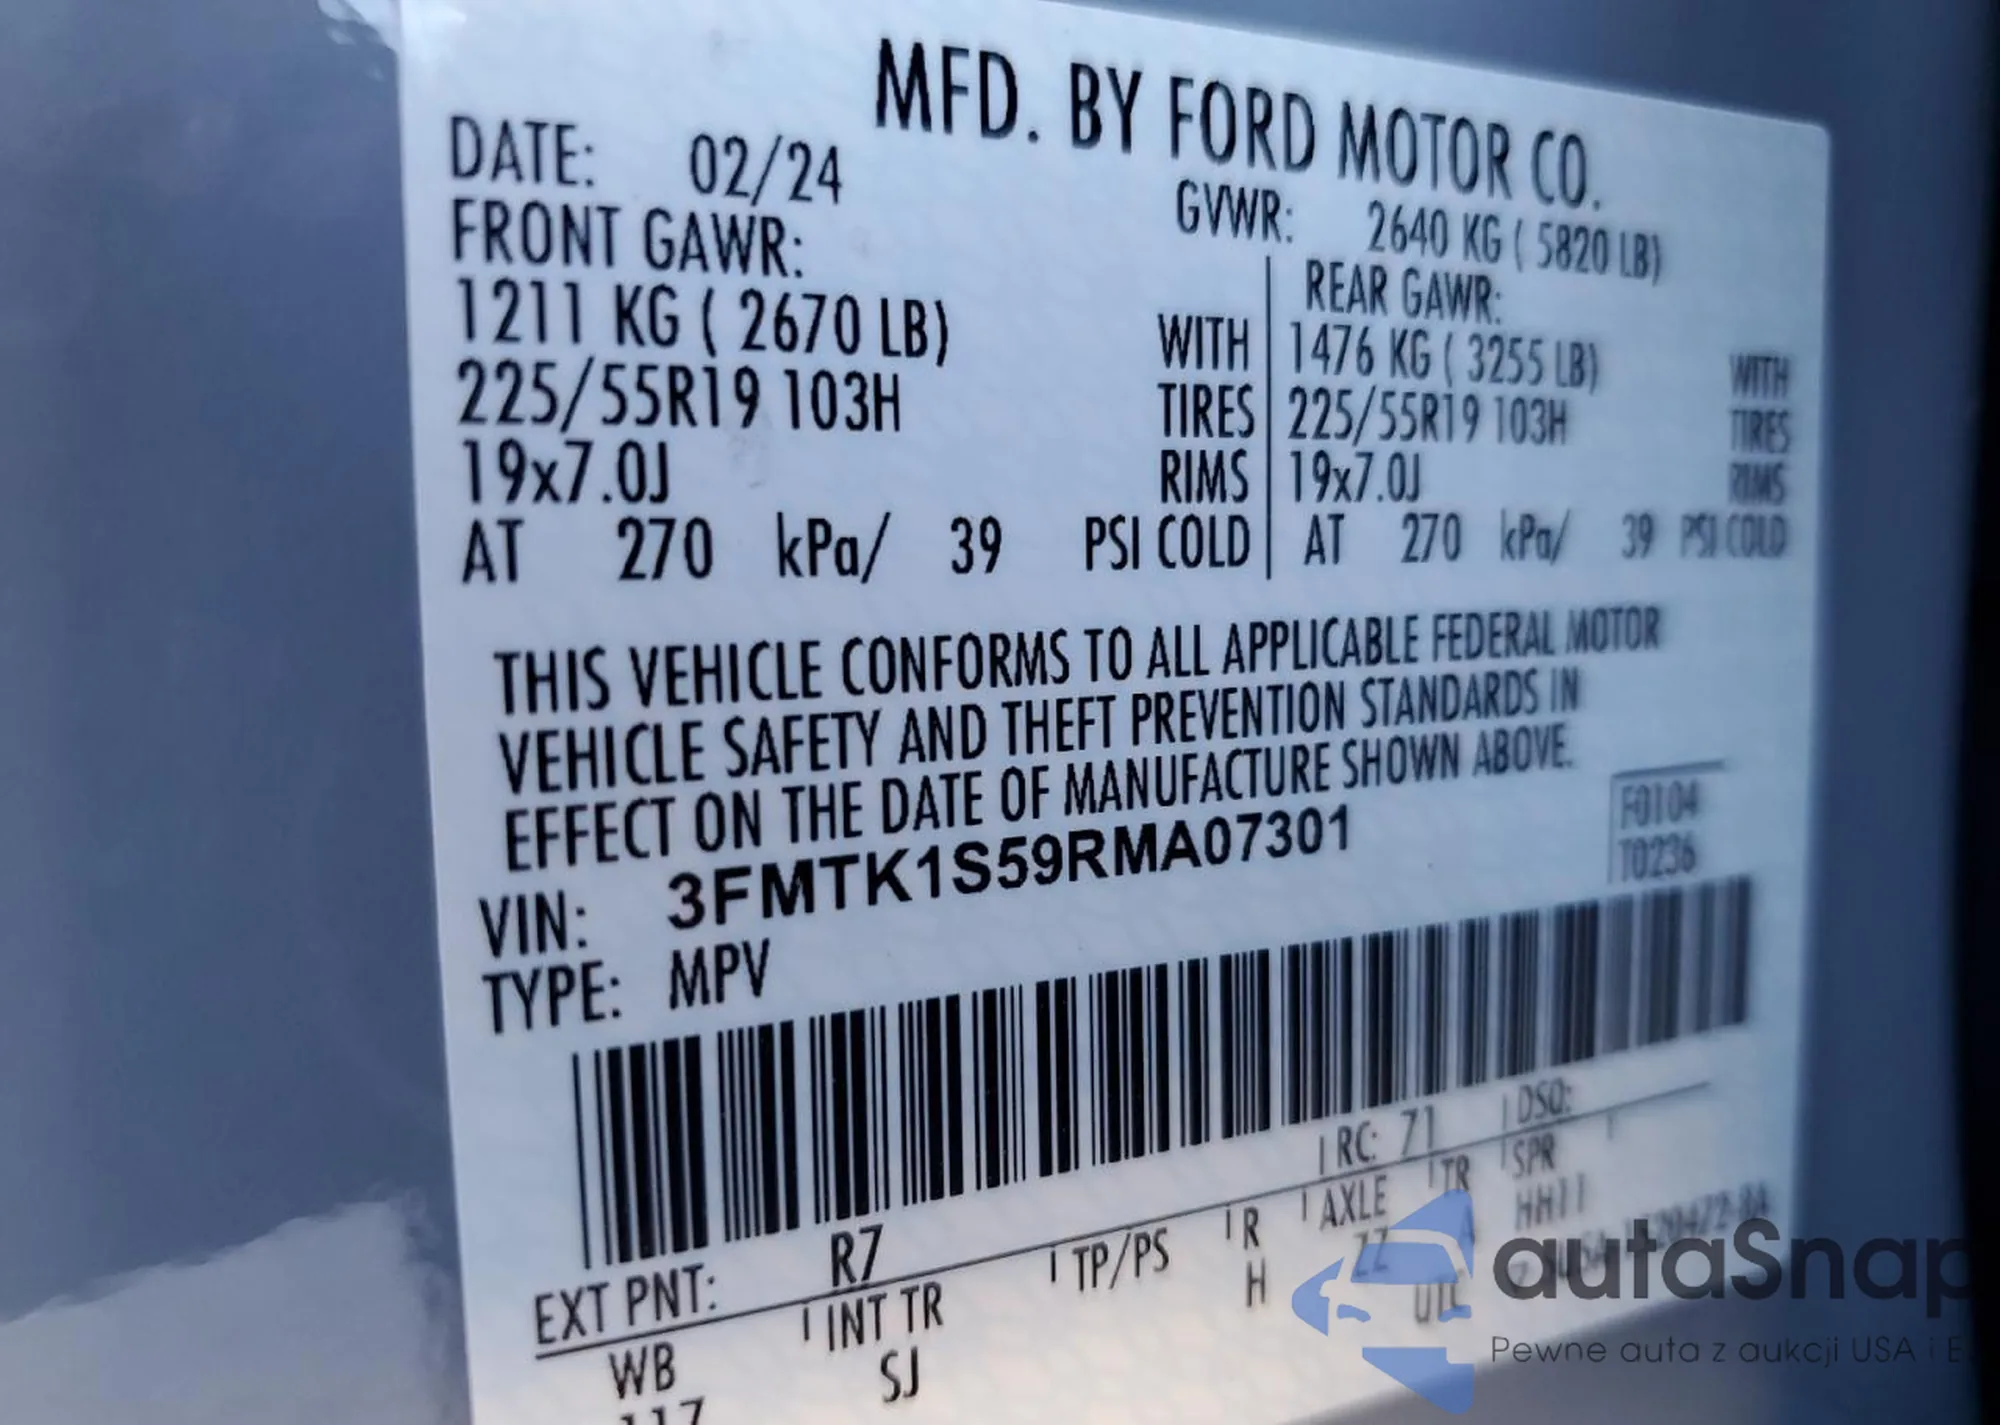 MFD. BY FORD MOTOR CO.
DATE: 02/24
GVWR: 2640 KG ( 5820 LB)
FRONT GAWR:
REAR GAWR:
1211 KG ( 2670 LB) WITH
1476 KG ( 3255 LB) WITH
225/55R19 103H TIRES
225/55R19 103H TIRES
19x7.0J RIMS
19x7.0J RIMS
AT 270 kPa/ 39 PSI COLD
AT 270 kPa/ 39 PSI COLD
THIS VEHICLE CONFORMS TO ALL APPLICABLE FEDERAL MOTOR
VEHICLE SAFETY AND THEFT PREVENTION STANDARDS IN
EFFECT ON THE DATE OF MANUFACTURE SHOWN ABOVE.
F0104
T0236
VIN: 3FMTK1S59RMA07301
TYPE: MPV
EXT PNT: R7 RC: 71 DSO:
WB INT TR TP/PS R AXLE TR SPR
117 SJ H ZZ A HH11
UTC
autaSnap
Pewne auta z aukcji USA i E